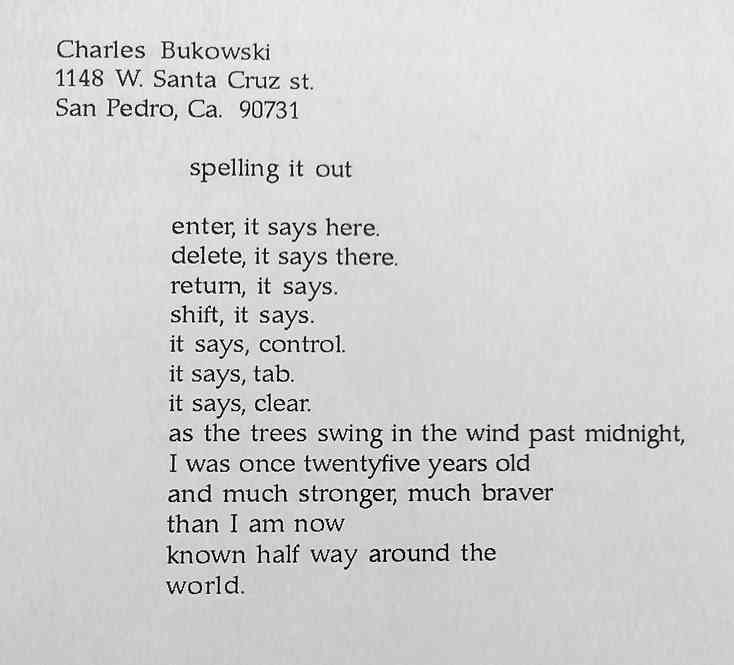 Charles Bukowski
1148 W. Santa Cruz st.
San Pedro, Ca. 90731
spelling it out
enter, it says here.
delete, it says there.
return, it says.
shift, it says.
it says, control.
it says, tab.
it says, clear.
as the trees swing in the wind past midnight,
I was once twentyfive years old
and much stronger, much braver
than I am now
known half way around the
world.